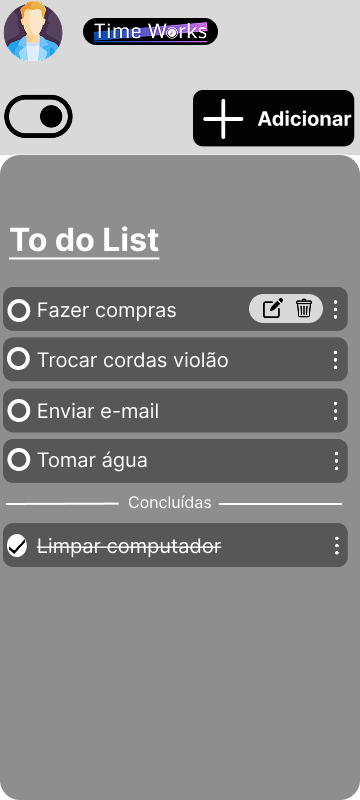 Time Works
Adicionar
To do List
Fazer compras
Trocar cordas violão
Enviar e-mail
Tomar água
Concluídas
Limpar computador